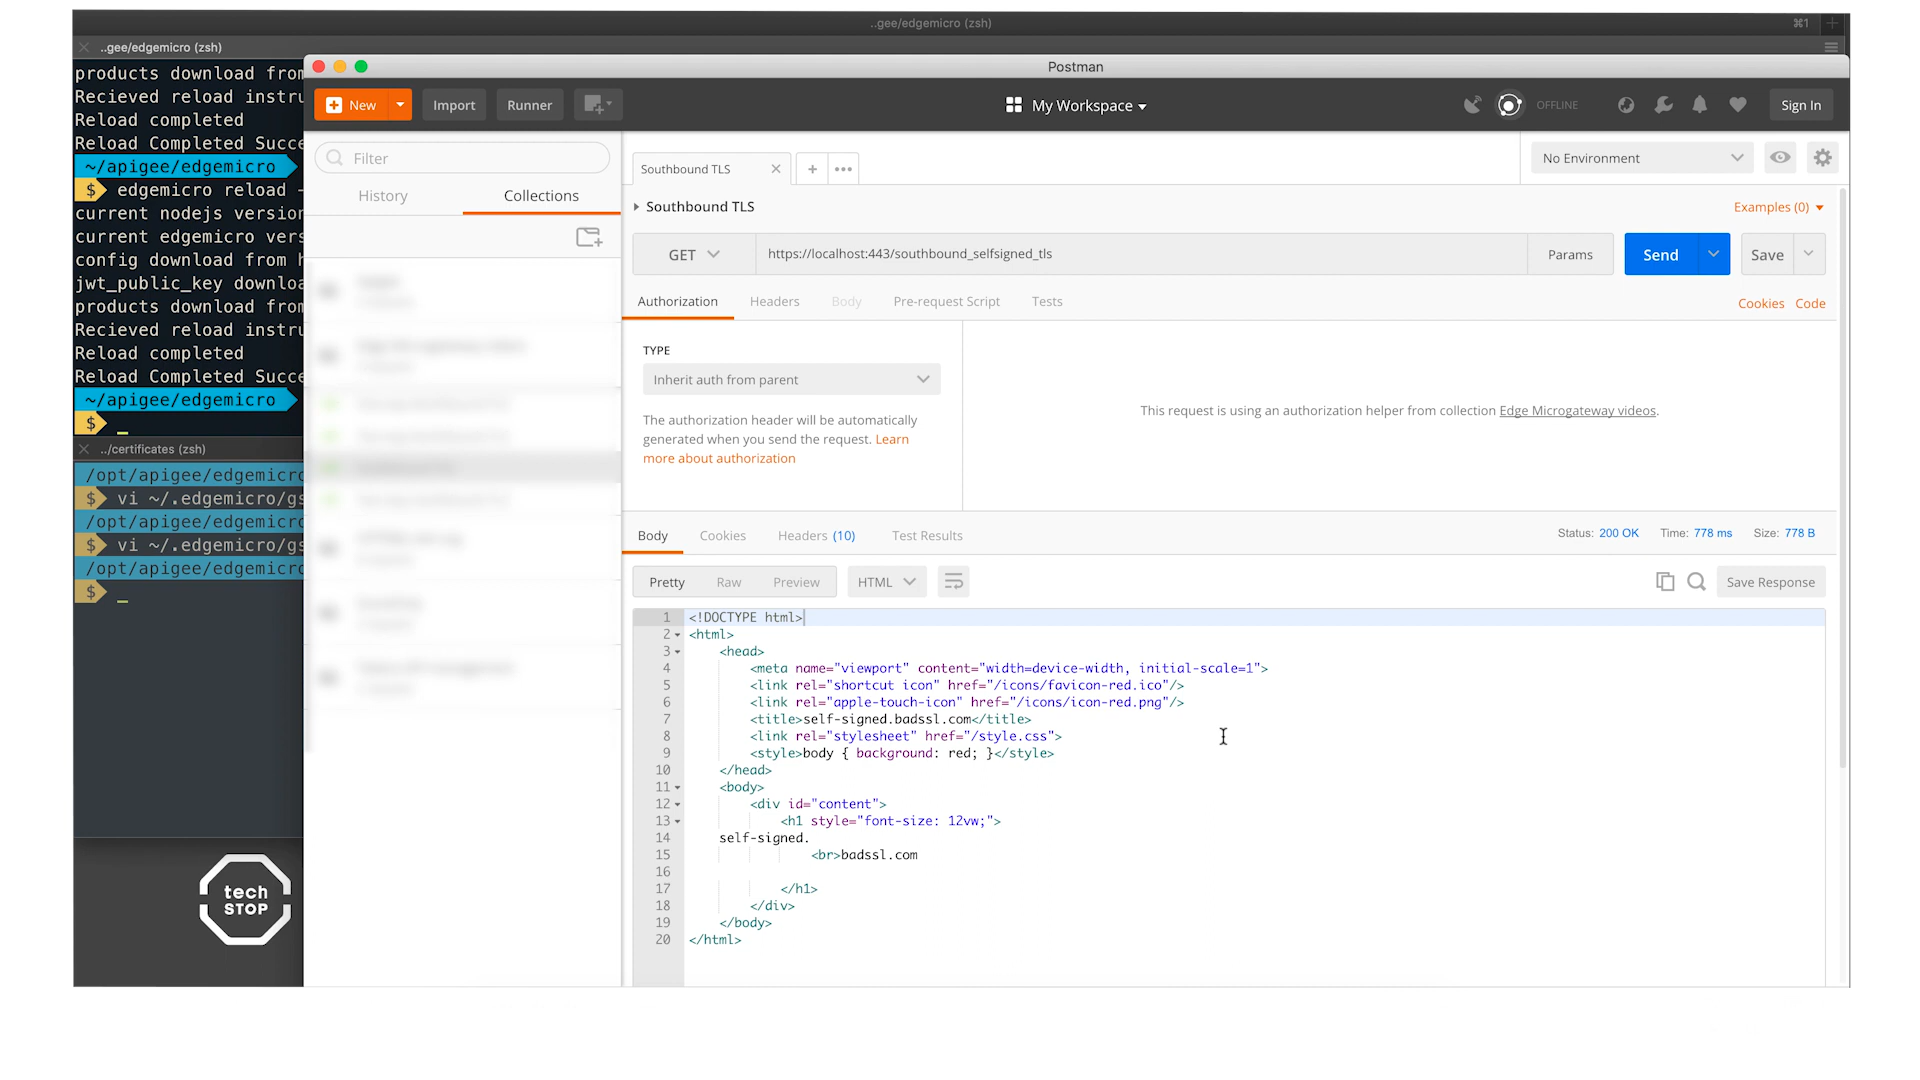 ..gee/edgemicro (zsh)
⌘1
..gee/edgemicro (zsh)
products download from
Recieved reload instru
Reload completed
Reload Completed Succe
~/apigee/edgemicro
$ edgemicro reload -
current nodejs version
current edgemicro vers
config download from h
jwt_public_key downloa
products download from
Recieved reload instru
Reload completed
Reload Completed Succe
~/apigee/edgemicro
$ _
../certificates (zsh)
/opt/apigee/edgemicro
$ vi ~/.edgemicro/gs
/opt/apigee/edgemicro
$ vi ~/.edgemicro/gs
/opt/apigee/edgemicro
$ _
tech
STOP
Postman
New
Import
Runner
My Workspace
OFFLINE
Sign In
Filter
History
Collections
Southbound TLS
No Environment
Southbound TLS
Examples (0)
GET
https://localhost:443/southbound_selfsigned_tls
Params
Send
Save
Authorization
Headers
Body
Pre-request Script
Tests
Cookies
Code
TYPE
Inherit auth from parent
The authorization header will be automatically
generated when you send the request. Learn
more about authorization
This request is using an authorization helper from collection Edge Microgateway videos.
Body
Cookies
Headers (10)
Test Results
Status: 200 OK
Time: 778 ms
Size: 778 B
Pretty
Raw
Preview
HTML
Save Response
1 <!DOCTYPE html>
2 <html>
3 <head>
4 <meta name="viewport" content="width=device-width, initial-scale=1">
5 <link rel="shortcut icon" href="/icons/favicon-red.ico"/>
6 <link rel="apple-touch-icon" href="/icons/icon-red.png"/>
7 <title>self-signed.badssl.com</title>
8 <link rel="stylesheet" href="/style.css">
9 <style>body { background: red; }</style>
10 </head>
11 <body>
12 <div id="content">
13 <h1 style="font-size: 12vw;">
14 self-signed.
15 <br>badssl.com
16
17 </h1>
18 </div>
19 </body>
20 </html>